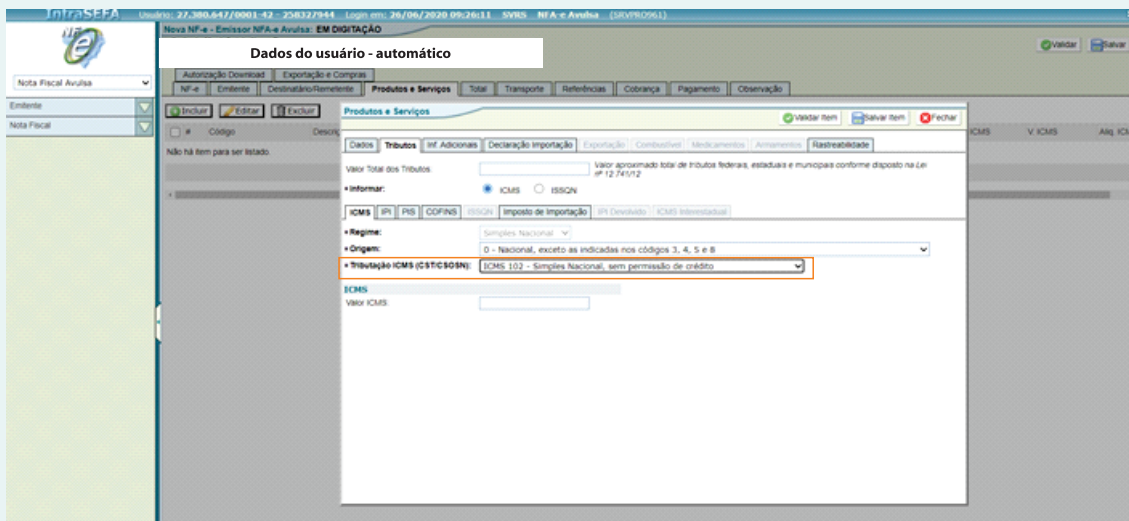 IntraSEFA Usuário: 27.380.647/0001-42 - 258327944 Login em: 26/06/2020 09:26:11 SVRS NFA-e Avulsa (SRVPRO961)
NF e
Nova NF-e - Emissor NFA-e Avulsa: EM DIGITAÇÃO
Dados do usuário - automático
Validar Salvar
Nota Fiscal Avulsa
Autorização Download Exportação e Compras
NF-e Emitente Destinatário/Remetente Produtos e Serviços Total Transporte Referências Cobrança Pagamento Observação
Emitente
Nota Fiscal
Incluir Editar Excluir
Produtos e Serviços
Validar Item Salvar Item Fechar
# Código Descriç ICMS V. ICMS Aliq. ICM
Não há item para ser listado.
Dados Tributos Inf. Adicionais Declaração Importação Exportação Combustível Medicamentos Armamentos Rastreabilidade
Valor Total dos Tributos
Valor aproximado total de tributos federais, estaduais e municipais conforme disposto na Lei
nº 12.741/12
* Informar: ICMS ISSQN
ICMS IPI PIS COFINS ISSQN Imposto de Importação IPI Devolvido ICMS Interestadual
* Regime: Simples Nacional
* Origem: 0 - Nacional, exceto as indicadas nos códigos 3, 4, 5 e 8
* Tributação ICMS (CST/CSOSN): ICMS 102 - Simples Nacional, sem permissão de crédito
ICMS
Valor ICMS: